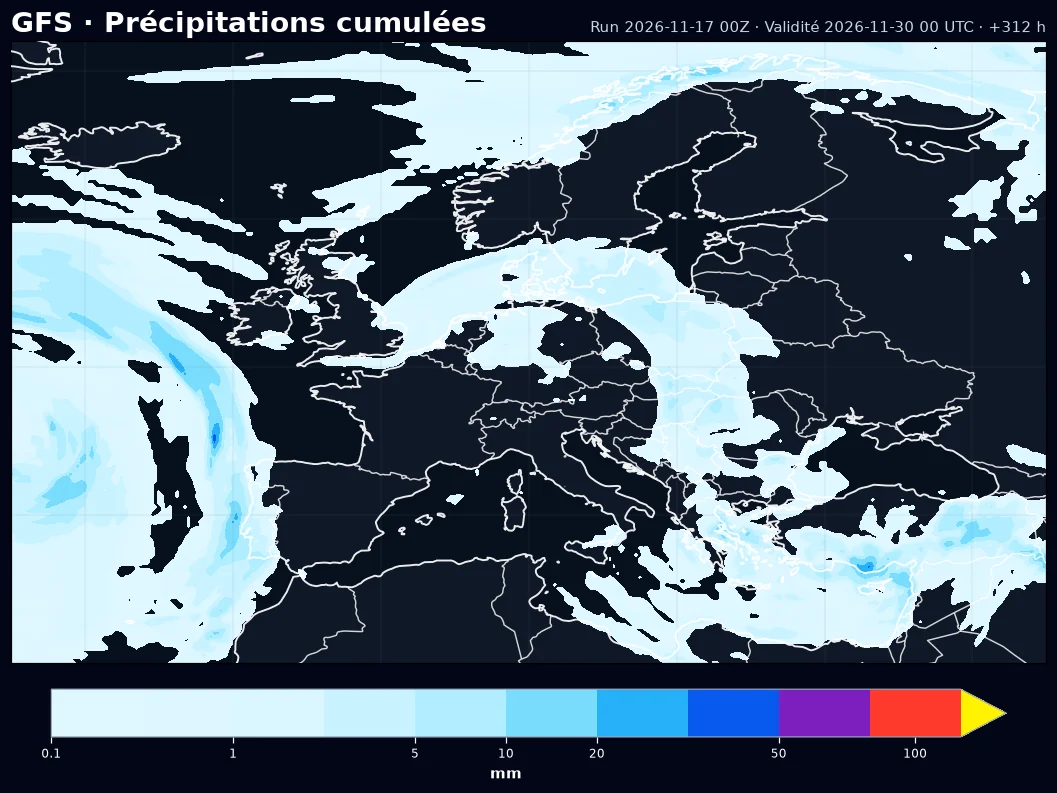 GFS · Précipitations cumulées
Run 2026-11-17 00Z · Validité 2026-11-30 00 UTC · +312 h
0.1 1 5 10 20 50 100
mm